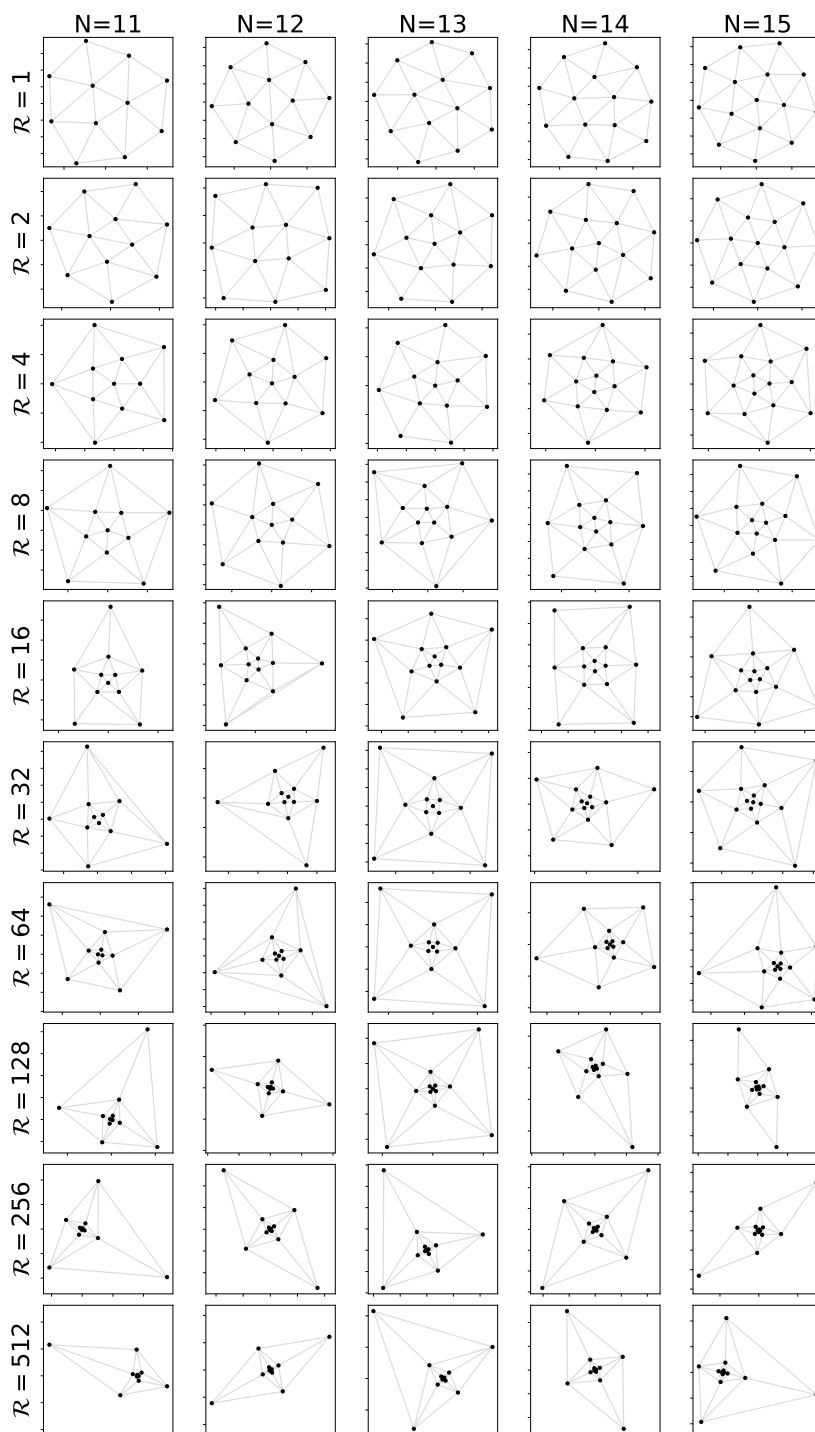 N=11 N=12 N=13 N=14 N=15
ℛ = 1
ℛ = 2
ℛ = 4
ℛ = 8
ℛ = 16
ℛ = 32
ℛ = 64
ℛ = 128
ℛ = 256
ℛ = 512